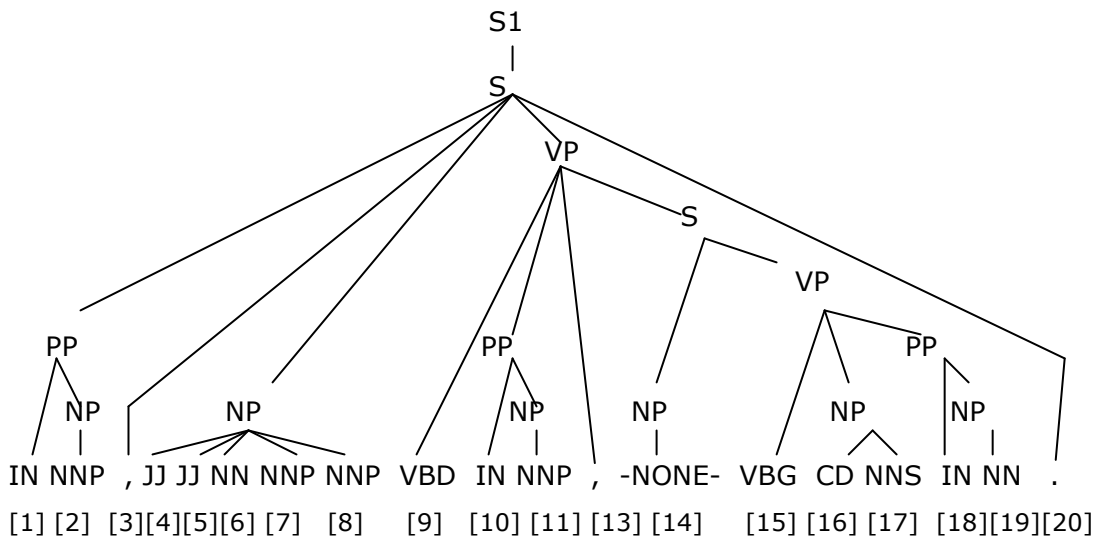 S1
S
VP
S
VP
PP PP PP
NP NP NP NP NP NP
IN NNP , JJ JJ NN NNP NNP VBD IN NNP , -NONE- VBG CD NNS IN NN .
[1] [2] [3][4][5][6] [7] [8] [9] [10] [11] [13] [14] [15] [16] [17] [18][19][20]